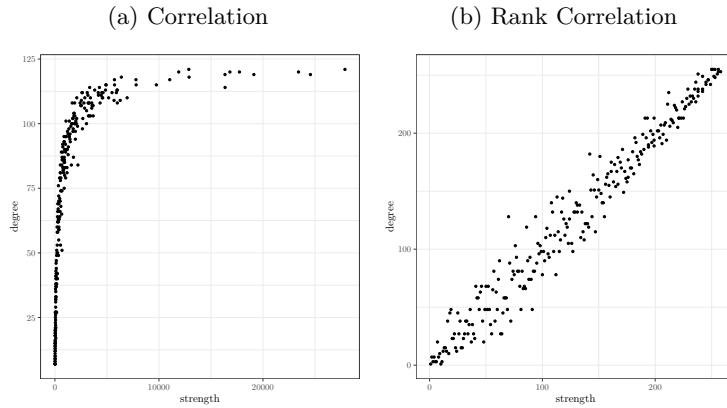 (a) Correlation
(b) Rank Correlation
125
100
75
50
25
degree
0
10000
20000
strength
200
100
0
degree
0
100
200
strength